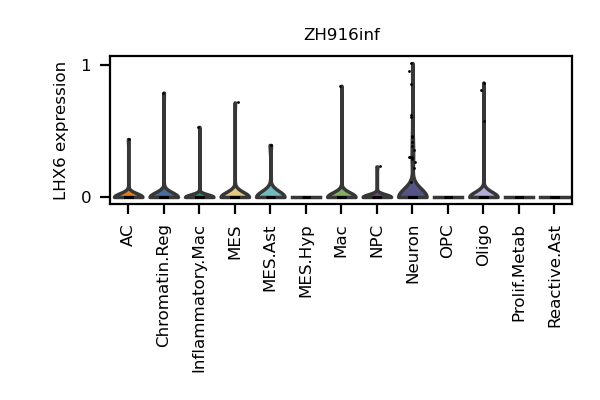 ZH916inf
LHX6 expression
1
0
AC
Chromatin.Reg
Inflammatory.Mac
MES
MES.Ast
MES.Hyp
Mac
NPC
Neuron
OPC
Oligo
Prolif.Metab
Reactive.Ast